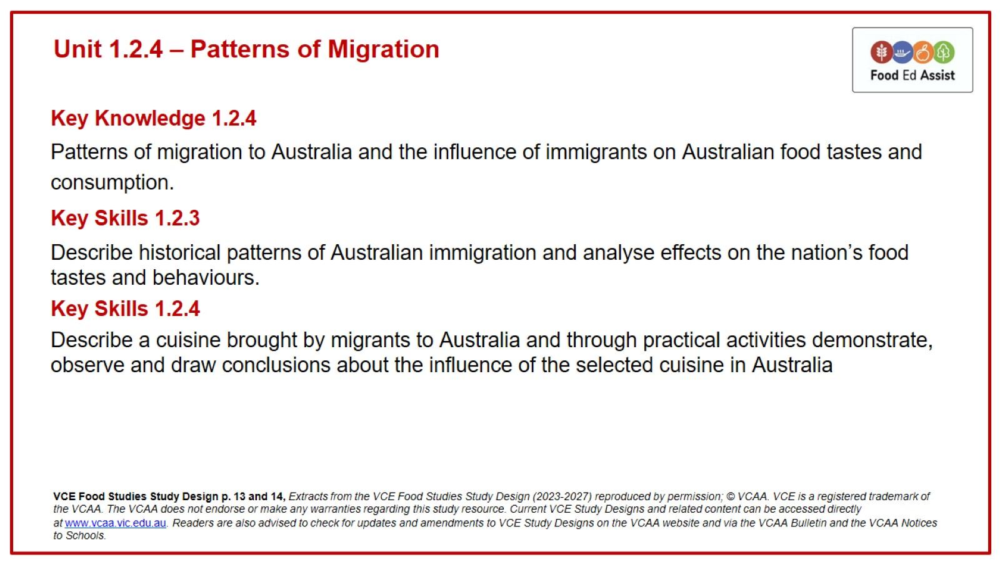 Unit 1.2.4 – Patterns of Migration
Food Ed Assist
Key Knowledge 1.2.4
Patterns of migration to Australia and the influence of immigrants on Australian food tastes and
consumption.
Key Skills 1.2.3
Describe historical patterns of Australian immigration and analyse effects on the nation’s food
tastes and behaviours.
Key Skills 1.2.4
Describe a cuisine brought by migrants to Australia and through practical activities demonstrate,
observe and draw conclusions about the influence of the selected cuisine in Australia
VCE Food Studies Study Design p. 13 and 14, Extracts from the VCE Food Studies Study Design (2023-2027) reproduced by permission; © VCAA. VCE is a registered trademark of
the VCAA. The VCAA does not endorse or make any warranties regarding this study resource. Current VCE Study Designs and related content can be accessed directly
at www.vcaa.vic.edu.au. Readers are also advised to check for updates and amendments to VCE Study Designs on the VCAA website and via the VCAA Bulletin and the VCAA Notices
to Schools.